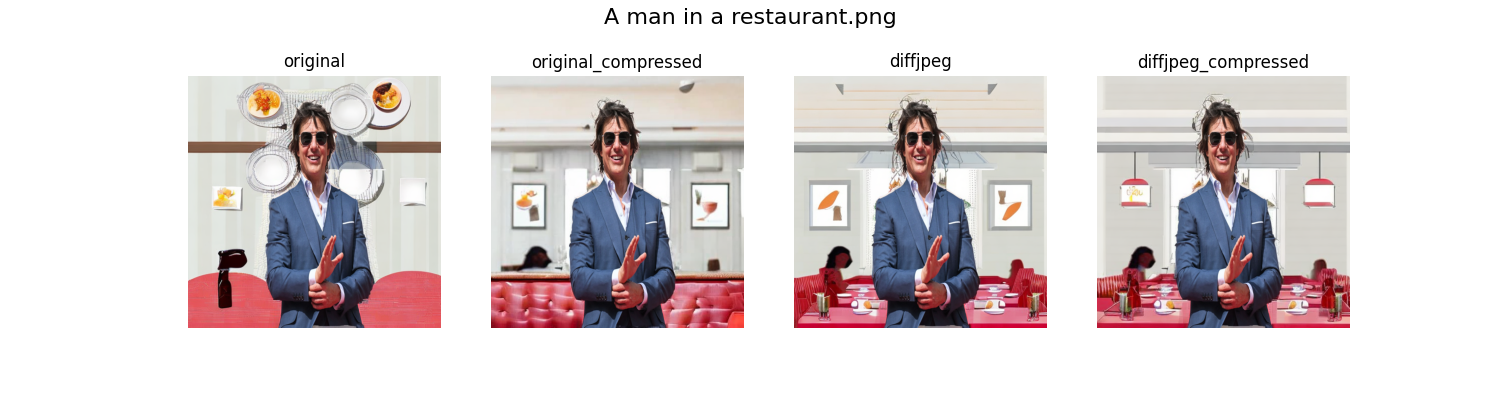 A man in a restaurant.png
original
original_compressed
diffjpeg
diffjpeg_compressed